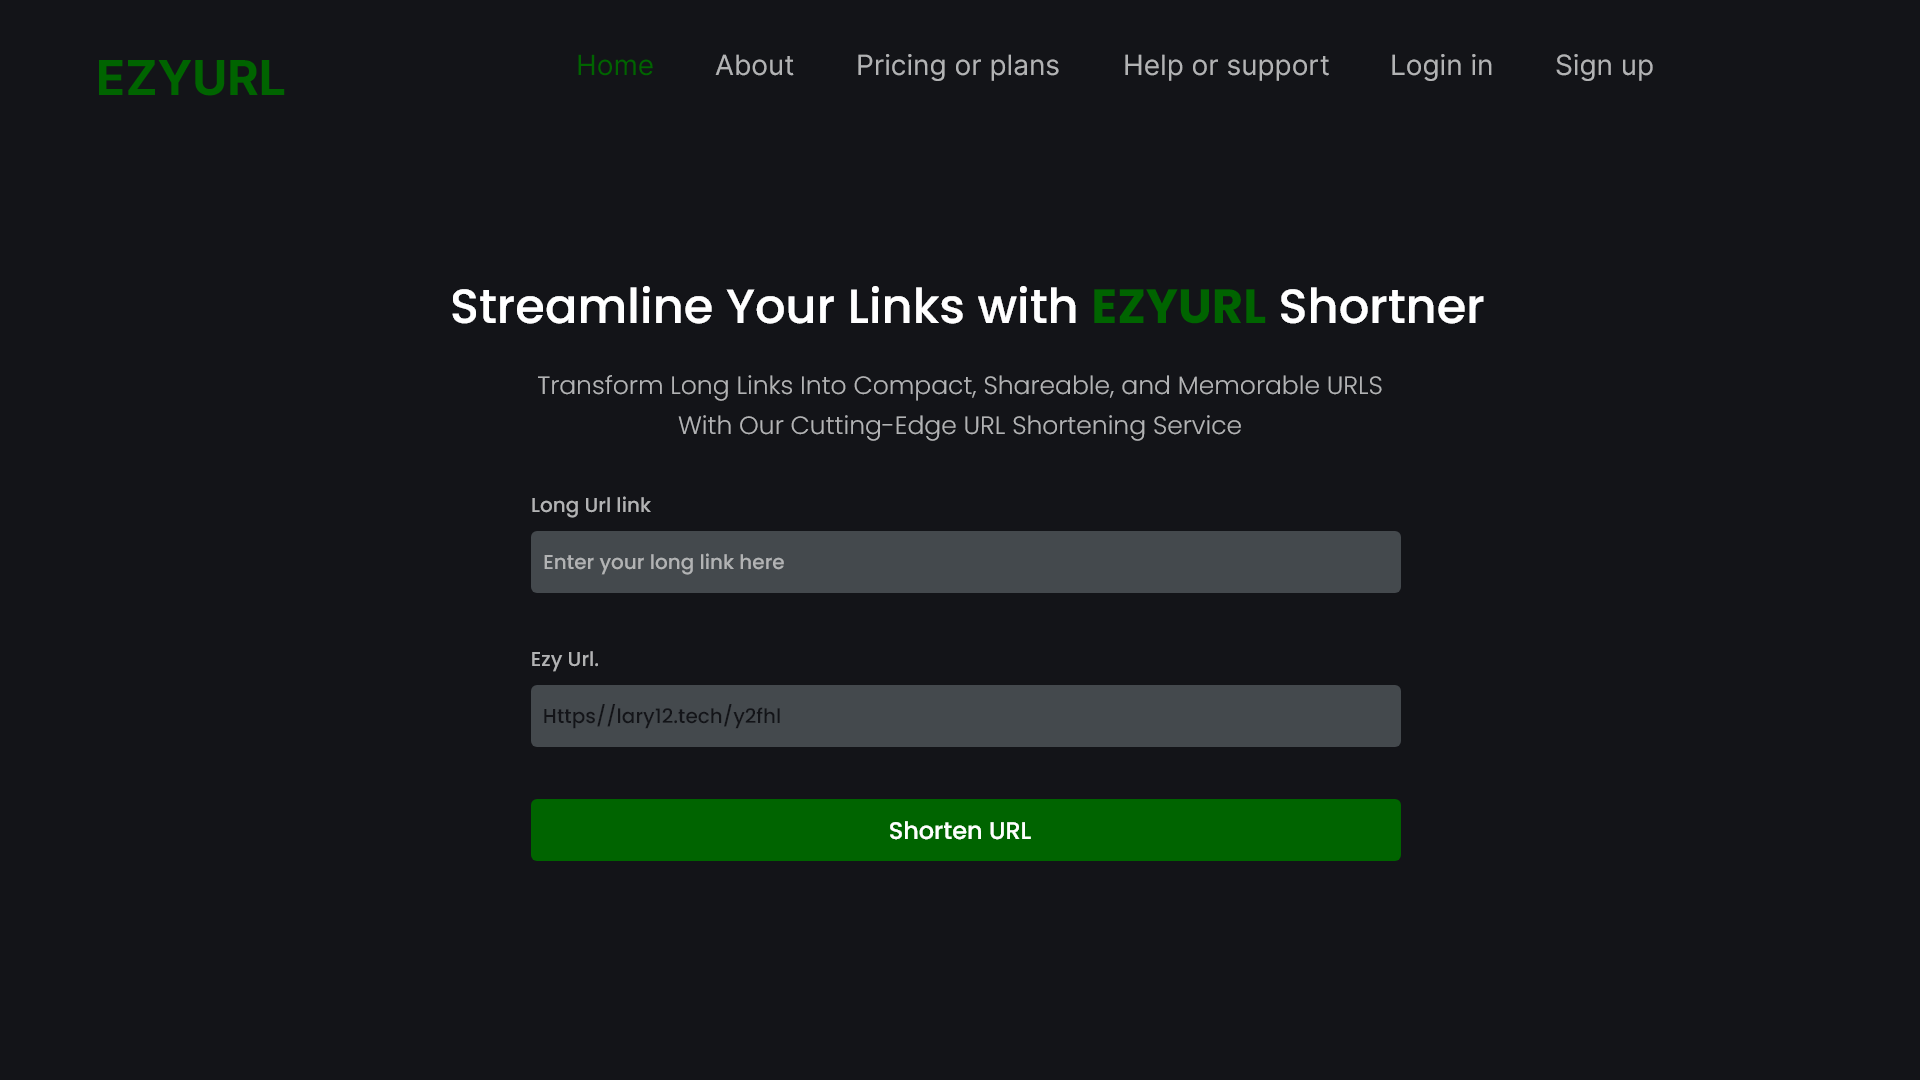 EZYURL
Home About Pricing or plans Help or support Login in Sign up
Streamline Your Links with EZYURL Shortner
Transform Long Links Into Compact, Shareable, and Memorable URLS
With Our Cutting-Edge URL Shortening Service
Long Url link
Enter your long link here
Ezy Url.
Https//lary12.tech/y2fhl
Shorten URL